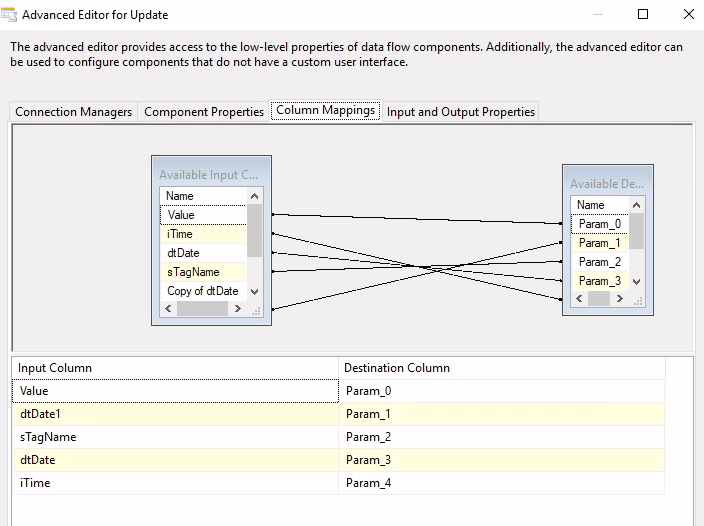 Advanced Editor for Update
The advanced editor provides access to the low-level properties of data flow components. Additionally, the advanced editor can
be used to configure components that do not have a custom user interface.
Connection Managers Component Properties Column Mappings Input and Output Properties
Available Input C...
Name
Value
iTime
dtDate
sTagName
Copy of dtDate
Available De...
Name
Param_0
Param_1
Param_2
Param_3
Input Column Destination Column
Value Param_0
dtDate1 Param_1
sTagName Param_2
dtDate Param_3
iTime Param_4